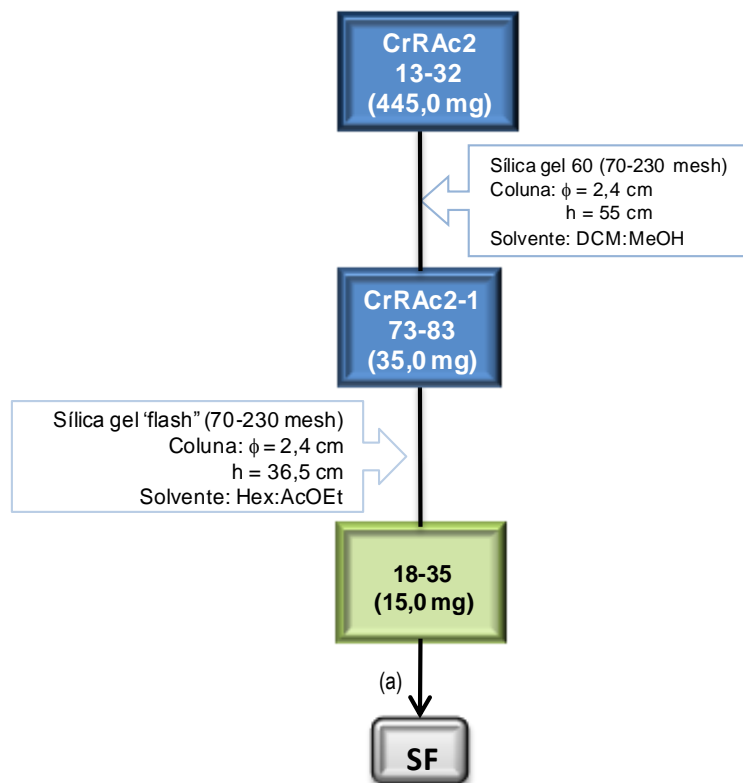 CrRAc2
13-32
(445,0 mg)
Sílica gel 60 (70-230 mesh)
Coluna: ϕ = 2,4 cm
h = 55 cm
Solvente: DCM:MeOH
CrRAc2-1
73-83
(35,0 mg)
Sílica gel ‘flash” (70-230 mesh)
Coluna: ϕ = 2,4 cm
h = 36,5 cm
Solvente: Hex:AcOEt
18-35
(15,0 mg)
(a)
SF